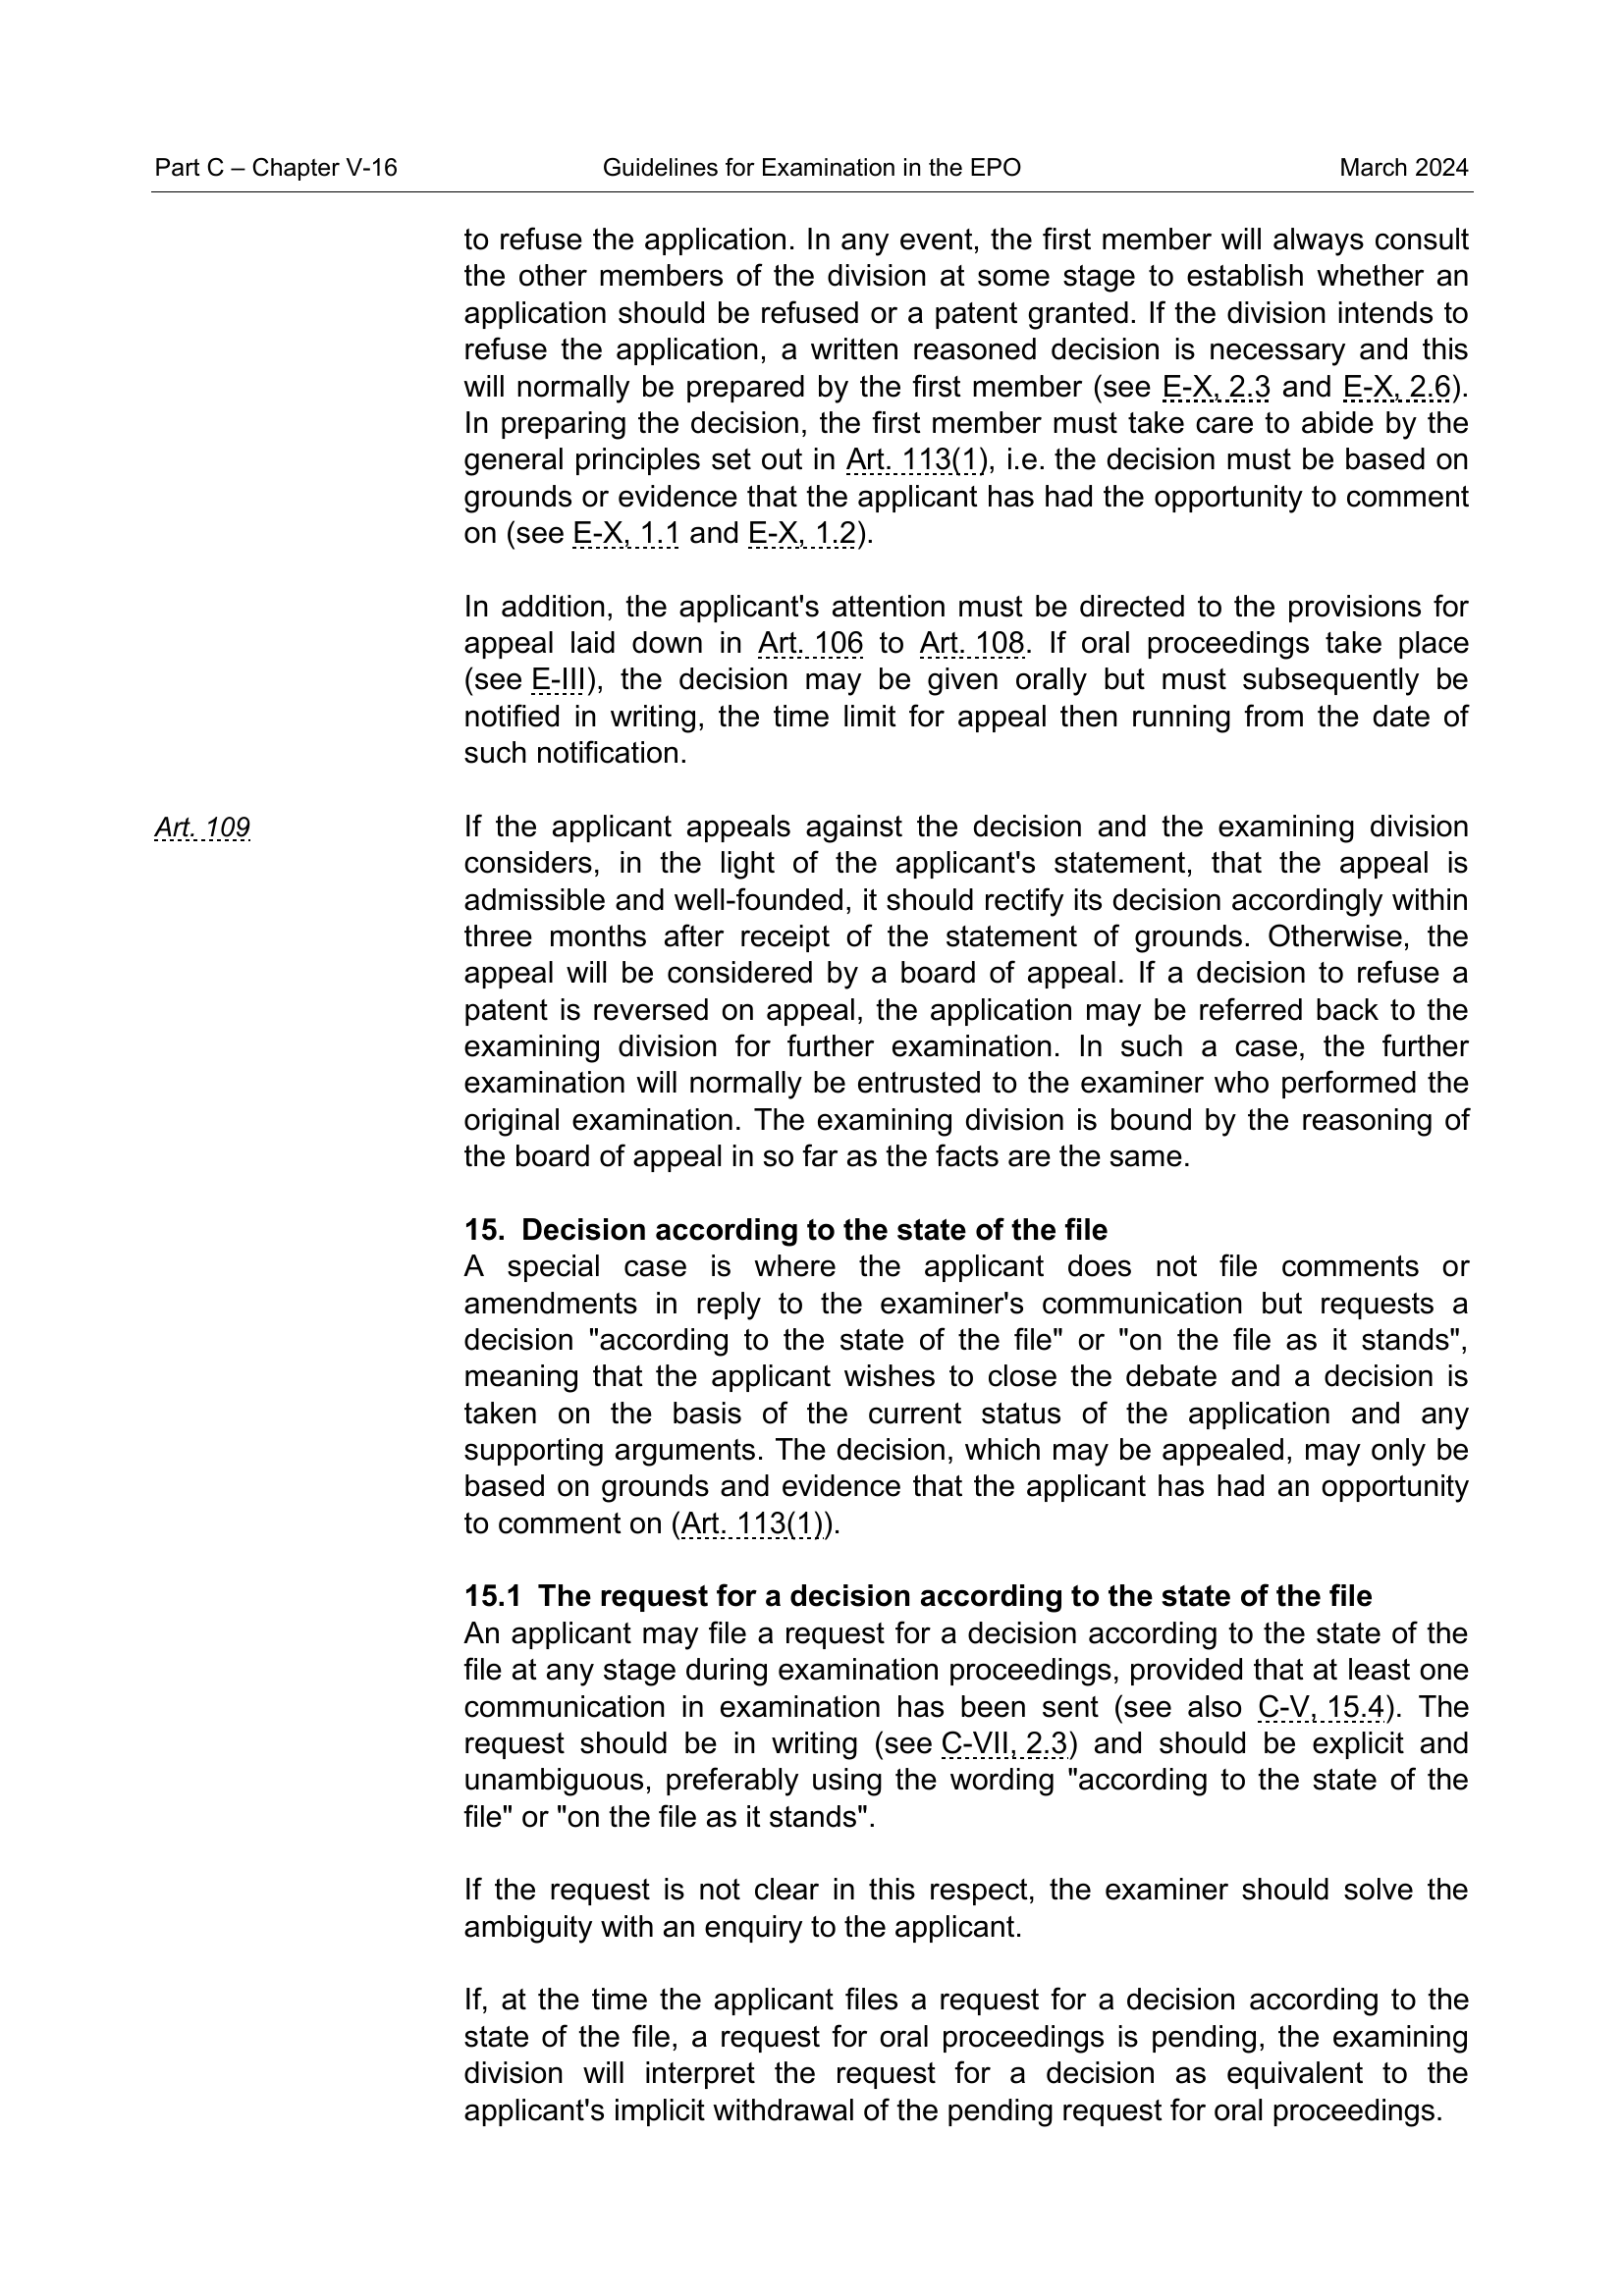 Part C – Chapter V-16 Guidelines for Examination in the EPO March 2024
to refuse the application. In any event, the first member will always consult
the other members of the division at some stage to establish whether an
application should be refused or a patent granted. If the division intends to
refuse the application, a written reasoned decision is necessary and this
will normally be prepared by the first member (see E-X, 2.3 and E-X, 2.6).
In preparing the decision, the first member must take care to abide by the
general principles set out in Art. 113(1), i.e. the decision must be based on
grounds or evidence that the applicant has had the opportunity to comment
on (see E-X, 1.1 and E-X, 1.2).
In addition, the applicant's attention must be directed to the provisions for
appeal laid down in Art. 106 to Art. 108. If oral proceedings take place
(see E-III), the decision may be given orally but must subsequently be
notified in writing, the time limit for appeal then running from the date of
such notification.
Art. 109
If the applicant appeals against the decision and the examining division
considers, in the light of the applicant's statement, that the appeal is
admissible and well-founded, it should rectify its decision accordingly within
three months after receipt of the statement of grounds. Otherwise, the
appeal will be considered by a board of appeal. If a decision to refuse a
patent is reversed on appeal, the application may be referred back to the
examining division for further examination. In such a case, the further
examination will normally be entrusted to the examiner who performed the
original examination. The examining division is bound by the reasoning of
the board of appeal in so far as the facts are the same.
15. Decision according to the state of the file
A special case is where the applicant does not file comments or
amendments in reply to the examiner's communication but requests a
decision "according to the state of the file" or "on the file as it stands",
meaning that the applicant wishes to close the debate and a decision is
taken on the basis of the current status of the application and any
supporting arguments. The decision, which may be appealed, may only be
based on grounds and evidence that the applicant has had an opportunity
to comment on (Art. 113(1)).
15.1 The request for a decision according to the state of the file
An applicant may file a request for a decision according to the state of the
file at any stage during examination proceedings, provided that at least one
communication in examination has been sent (see also C-V, 15.4). The
request should be in writing (see C-VII, 2.3) and should be explicit and
unambiguous, preferably using the wording "according to the state of the
file" or "on the file as it stands".
If the request is not clear in this respect, the examiner should solve the
ambiguity with an enquiry to the applicant.
If, at the time the applicant files a request for a decision according to the
state of the file, a request for oral proceedings is pending, the examining
division will interpret the request for a decision as equivalent to the
applicant's implicit withdrawal of the pending request for oral proceedings.